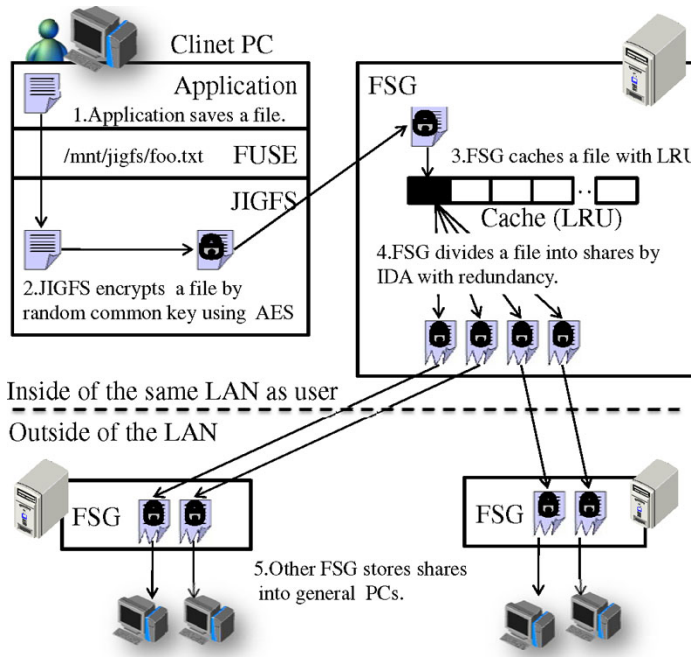 Clinet PC
Application
1.Application saves a file.
/mnt/jigfs/foo.txt FUSE
JIGFS
2.JIGFS encrypts a file by
random common key using AES
FSG
3.FSG caches a file with LRU
Cache (LRU)
4.FSG divides a file into shares by
IDA with redundancy.
Inside of the same LAN as user
Outside of the LAN
FSG
FSG
5.Other FSG stores shares
into general PCs.